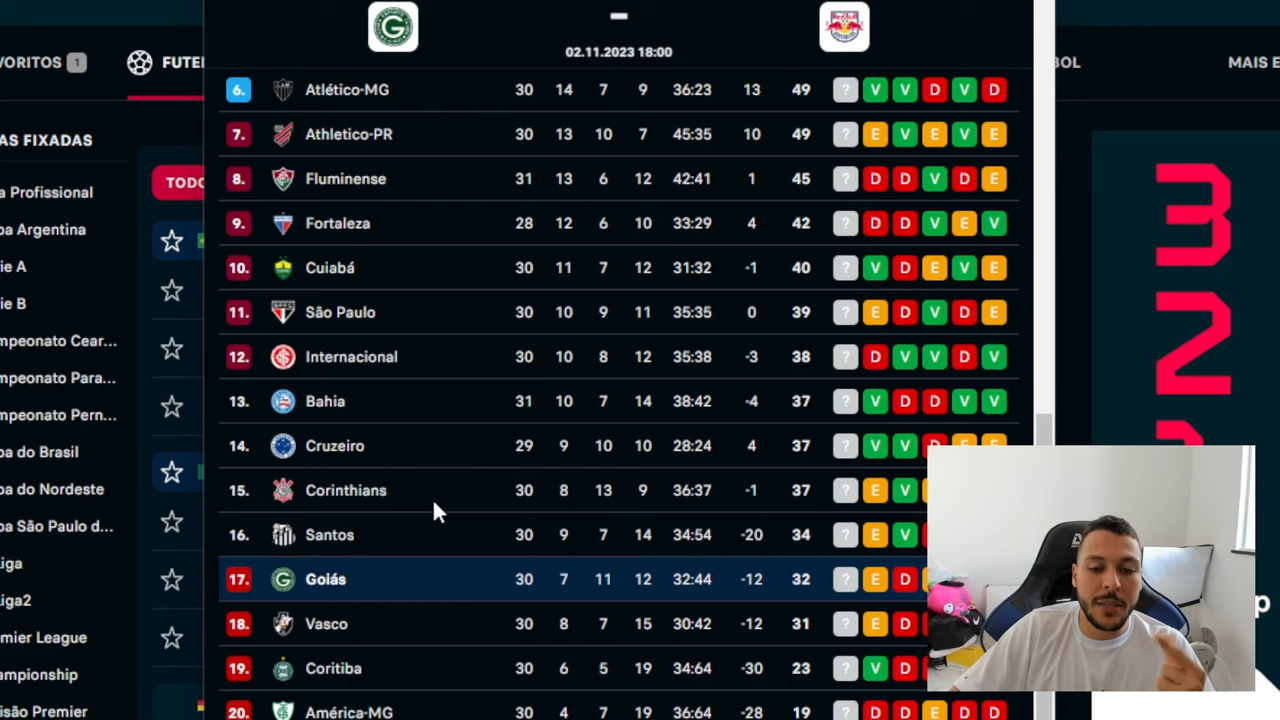 02.11.2023 18:00
VORITOS 1
FUTE
BOL
MAIS E
AS FIXADAS
a Profissional
pa Argentina
ie A
ie B
mpeonato Cear...
mpeonato Para...
mpeonato Pern...
pa do Brasil
pa do Nordeste
pa São Paulo d...
iga
Liga2
emier League
ampionship
isão Premier
TODO
6. Atlético-MG 30 14 7 9 36:23 13 49 ? V V D V D
7. Athletico-PR 30 13 10 7 45:35 10 49 ? E V E V E
8. Fluminense 31 13 6 12 42:41 1 45 ? D D V D E
9. Fortaleza 28 12 6 10 33:29 4 42 ? D D V E V
10. Cuiabá 30 11 7 12 31:32 -1 40 ? V D E V E
11. São Paulo 30 10 9 11 35:35 0 39 ? E D V D E
12. Internacional 30 10 8 12 35:38 -3 38 ? D V V D V
13. Bahia 31 10 7 14 38:42 -4 37 ? V D D V V
14. Cruzeiro 29 9 10 10 28:24 4 37 ? V V D E E
15. Corinthians 30 8 13 9 36:37 -1 37 ? E V
16. Santos 30 9 7 14 34:54 -20 34 ? E V
17. Goiás 30 7 11 12 32:44 -12 32 ? E D
18. Vasco 30 8 7 15 30:42 -12 31 ? E D
19. Coritiba 30 6 5 19 34:64 -30 23 ? V D
20. América-MG 30 4 7 19 36:64 -28 19 ? D D E D D
p